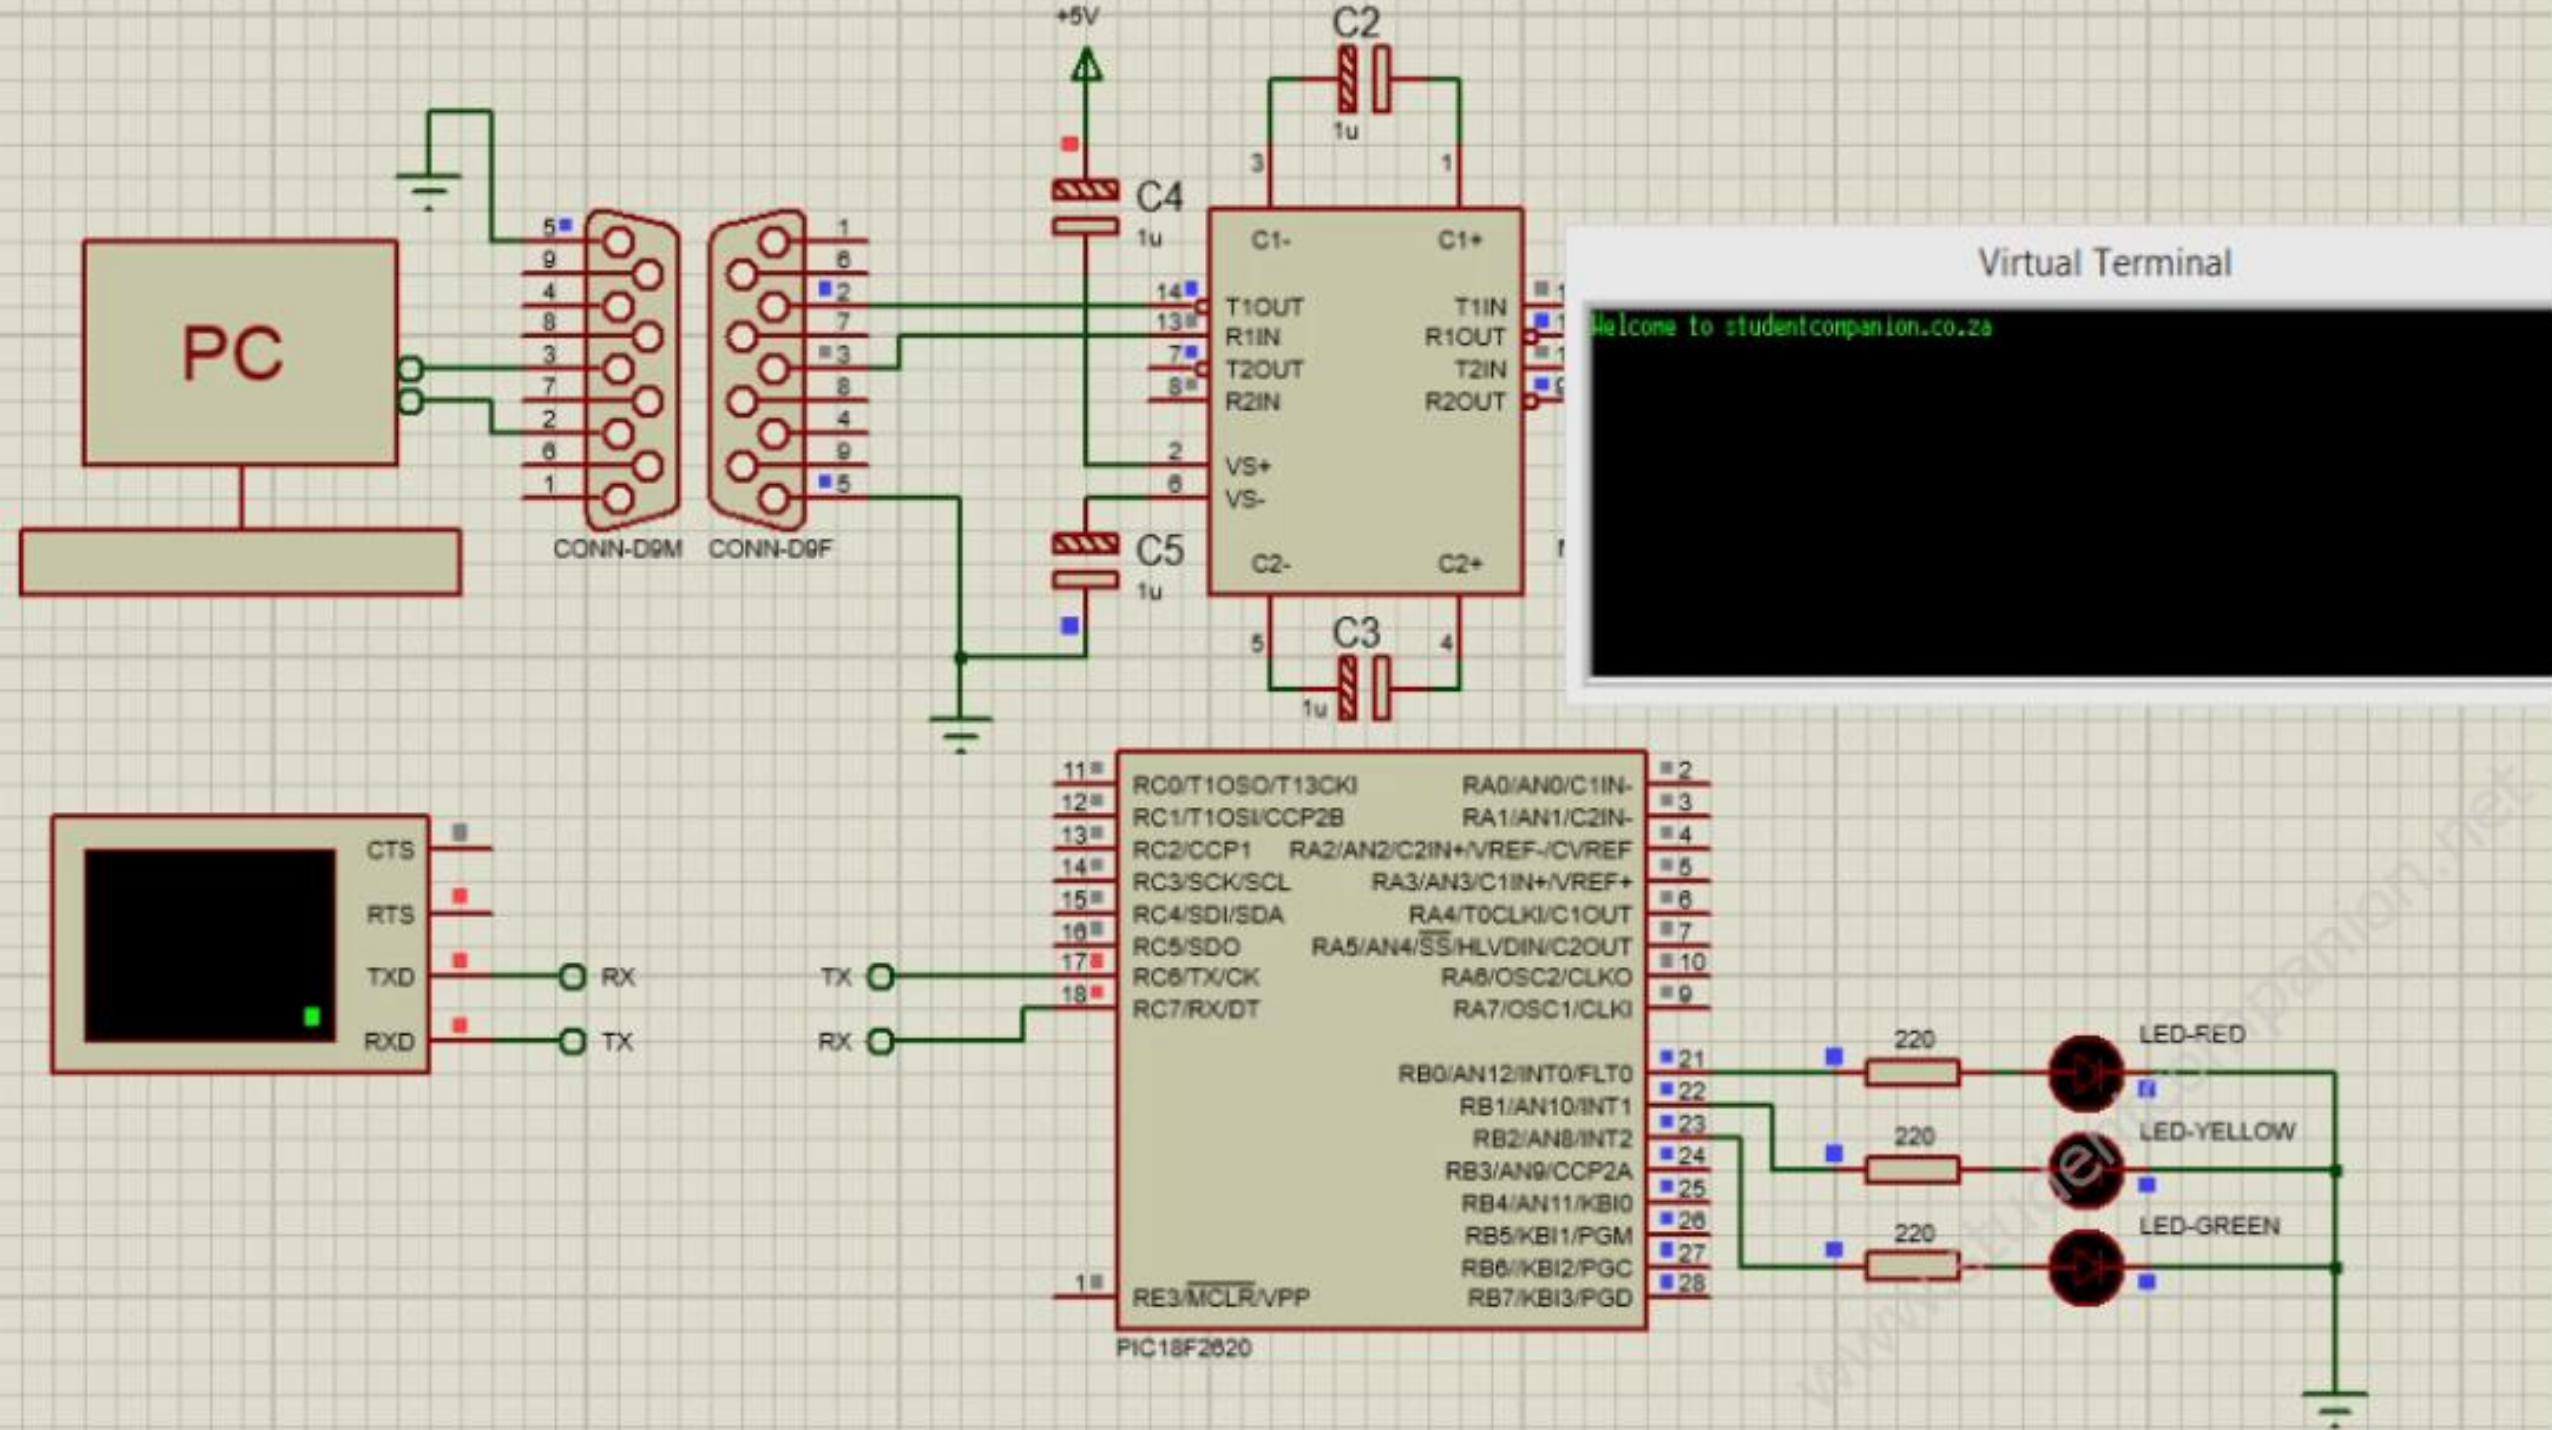 +5V
C2
1u
3
1
C4
1u
5
9
4
8
3
7
2
6
1
PC
CONN-D9M
1
6
2
7
3
8
4
9
5
CONN-D9F
C1-
C1+
14
T1OUT
T1IN
13
R1IN
R1OUT
7
T2OUT
T2IN
8
R2IN
R2OUT
2
VS+
6
VS-
C2-
C2+
C5
1u
5
4
C3
1u
Virtual Terminal
Welcome to studentcompanion.co.za
CTS
RTS
TXD
RX
RXD
TX
TX
RX
11
RC0/T1OSO/T13CKI
12
RC1/T1OSI/CCP2B
13
RC2/CCP1
14
RC3/SCK/SCL
15
RC4/SDI/SDA
16
RC5/SDO
17
RC6/TX/CK
18
RC7/RX/DT
1
RE3/MCLR/VPP
RA0/AN0/C1IN-
2
RA1/AN1/C2IN-
3
RA2/AN2/C2IN+/VREF-/CVREF
4
RA3/AN3/C1IN+/VREF+
5
RA4/T0CLKI/C1OUT
6
RA5/AN4/SS/HLVDIN/C2OUT
7
RA6/OSC2/CLKO
10
RA7/OSC1/CLKI
9
RB0/AN12/INT0/FLT0
21
RB1/AN10/INT1
22
RB2/AN8/INT2
23
RB3/AN9/CCP2A
24
RB4/AN11/KBI0
25
RB5/KBI1/PGM
26
RB6//KBI2/PGC
27
RB7/KBI3/PGD
28
PIC18F2620
220
LED-RED
220
LED-YELLOW
220
LED-GREEN
www.studentcompanion.net